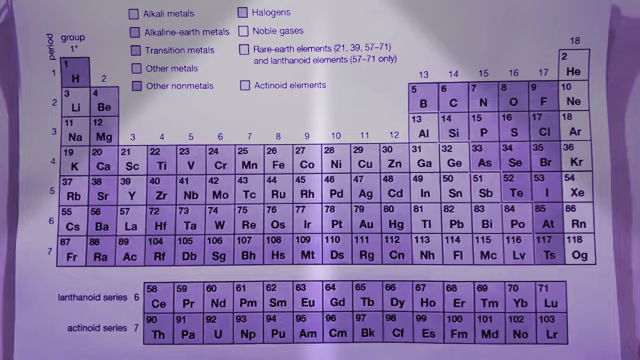 Alkali metals
Halogens
Alkaline-earth metals
Noble gases
Transition metals
Rare-earth elements (21, 39, 57–71)
and lanthanoid elements (57–71 only)
Other metals
Other nonmetals
Actinoid elements
period
group
1* 2 3 4 5 6 7 8 9 10 11 12 13 14 15 16 17 18
1
1 H 2 He
2
3 Li 4 Be 5 B 6 C 7 N 8 O 9 F 10 Ne
3
11 Na 12 Mg 13 Al 14 Si 15 P 16 S 17 Cl 18 Ar
4
19 K 20 Ca 21 Sc 22 Ti 23 V 24 Cr 25 Mn 26 Fe 27 Co 28 Ni 29 Cu 30 Zn 31 Ga 32 Ge 33 As 34 Se 35 Br 36 Kr
5
37 Rb 38 Sr 39 Y 40 Zr 41 Nb 42 Mo 43 Tc 44 Ru 45 Rh 46 Pd 47 Ag 48 Cd 49 In 50 Sn 51 Sb 52 Te 53 I 54 Xe
6
55 Cs 56 Ba 57 La 72 Hf 73 Ta 74 W 75 Re 76 Os 77 Ir 78 Pt 79 Au 80 Hg 81 Tl 82 Pb 83 Bi 84 Po 85 At 86 Rn
7
87 Fr 88 Ra 89 Ac 104 Rf 105 Db 106 Sg 107 Bh 108 Hs 109 Mt 110 Ds 111 Rg 112 Cn 113 Nh 114 Fl 115 Mc 116 Lv 117 Ts 118 Og
lanthanoid series 6
58 Ce 59 Pr 60 Nd 61 Pm 62 Sm 63 Eu 64 Gd 65 Tb 66 Dy 67 Ho 68 Er 69 Tm 70 Yb 71 Lu
actinoid series 7
90 Th 91 Pa 92 U 93 Np 94 Pu 95 Am 96 Cm 97 Bk 98 Cf 99 Es 100 Fm 101 Md 102 No 103 Lr